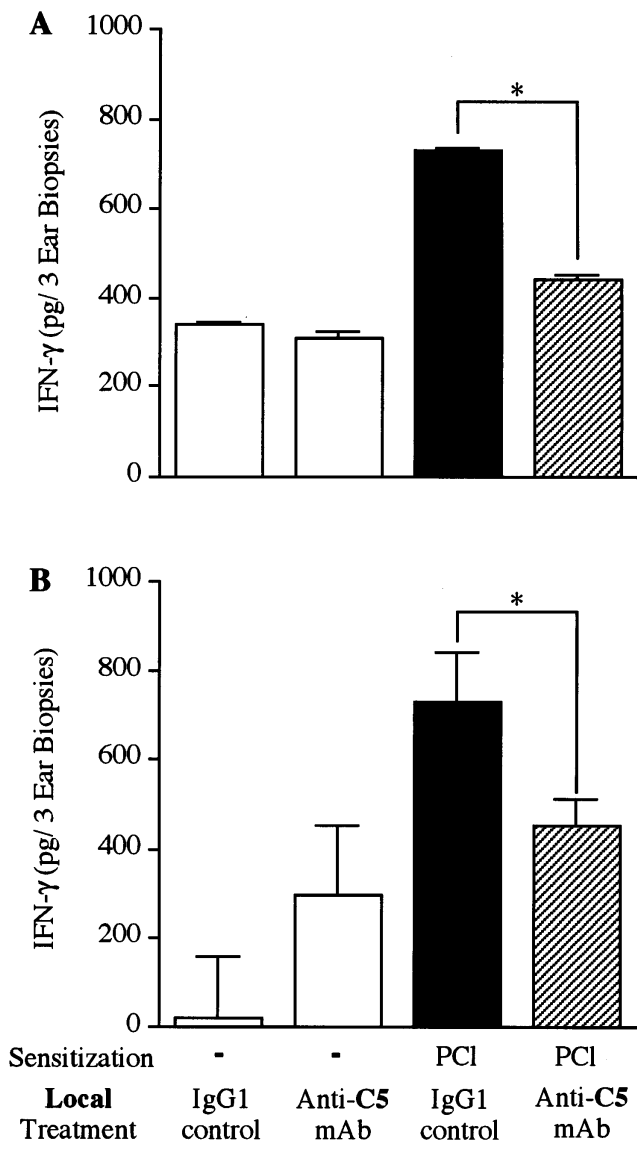 A
1000
800
600
400
200
0
IFN-γ (pg/ 3 Ear Biopsies)
*
B
1000
800
600
400
200
0
IFN-γ (pg/ 3 Ear Biopsies)
*
Sensitization - - PCl PCl
Local IgG1 Anti-C5 IgG1 Anti-C5
Treatment control mAb control mAb